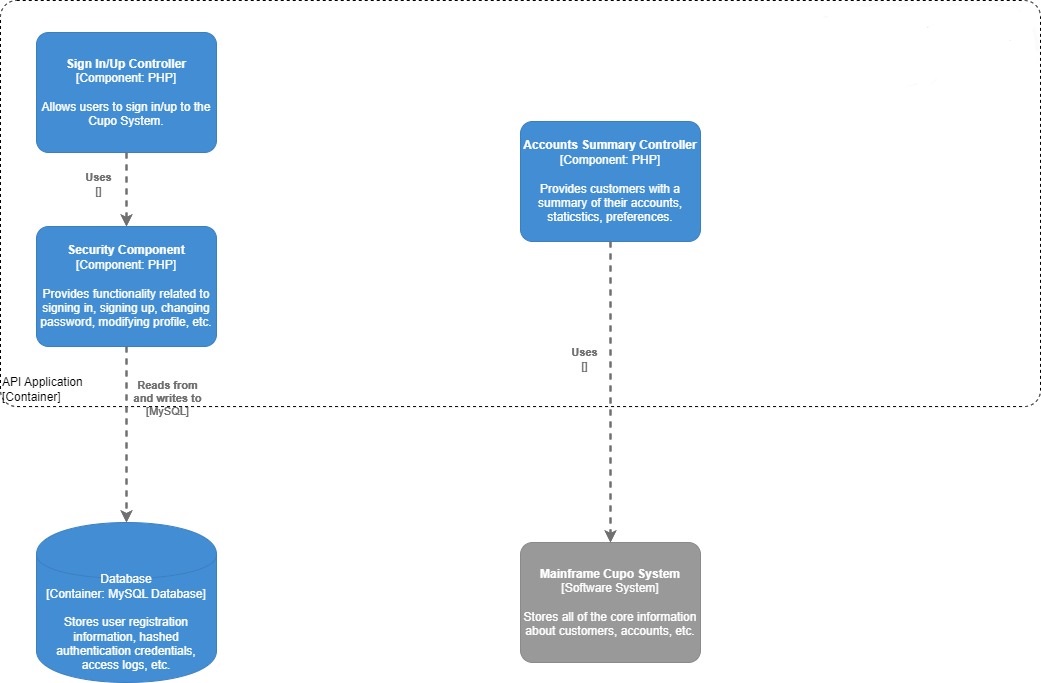 Sign In/Up Controller
[Component: PHP]
Allows users to sign in/up to the
Cupo System.
Uses
[]
Security Component
[Component: PHP]
Provides functionality related to
signing in, signing up, changing
password, modifying profile, etc.
Accounts Summary Controller
[Component: PHP]
Provides customers with a
summary of their accounts,
staticstics, preferences.
Uses
[]
API Application
[Container]
Reads from
and writes to
[MySQL]
Database
[Container: MySQL Database]
Stores user registration
information, hashed
authentication credentials,
access logs, etc.
Mainframe Cupo System
[Software System]
Stores all of the core information
about customers, accounts, etc.